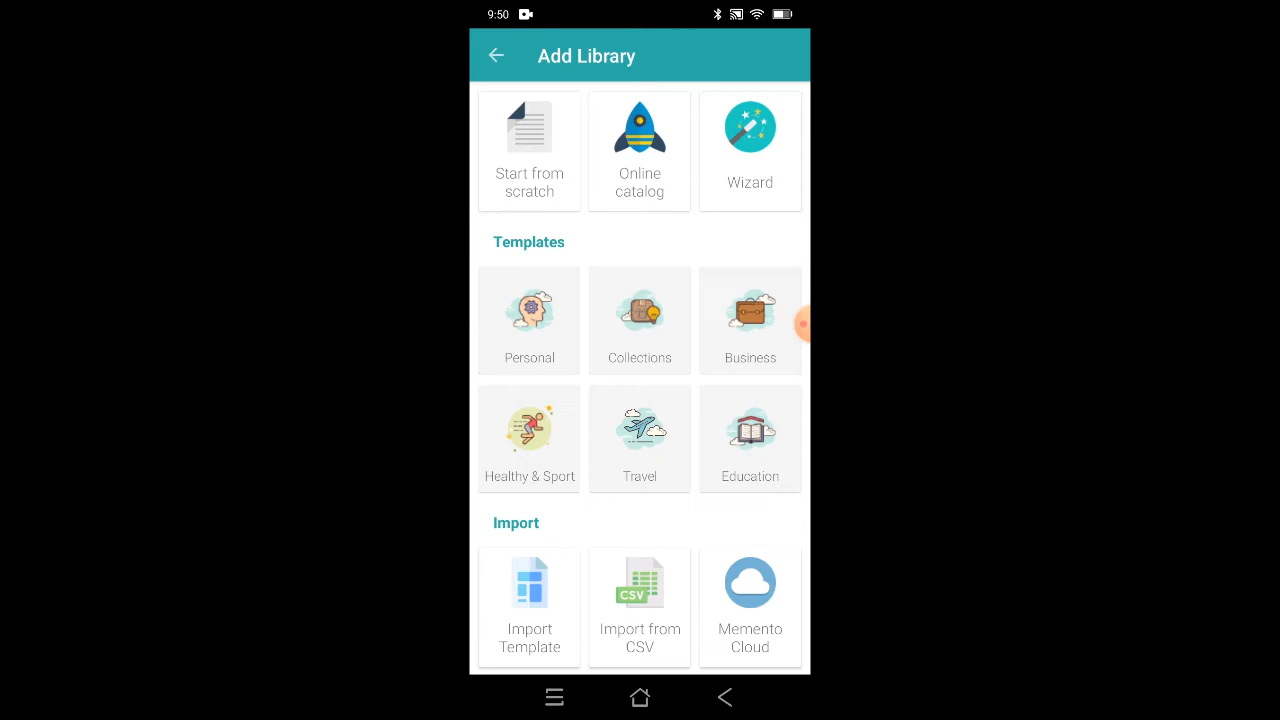 9:50
Add Library
Start from
scratch
Online
catalog
Wizard
Templates
Personal
Collections
Business
Healthy & Sport
Travel
Education
Import
CSV
Import
Template
Import from
CSV
Memento
Cloud